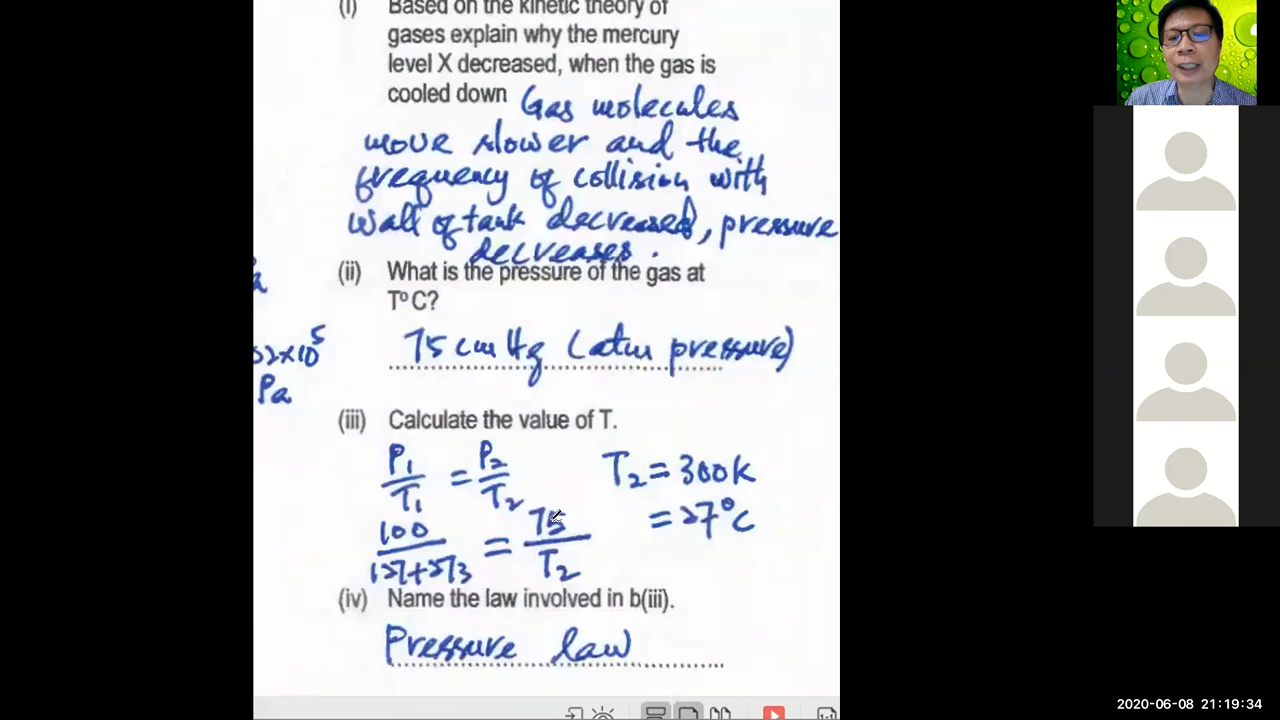 (i) Based on the kinetic theory of
gases explain why the mercury
level X decreased, when the gas is
cooled down Gas molecules
move slower and the
frequency of collision with
wall of tank decreased, pressure
decreases.
(ii) What is the pressure of the gas at
T°C?
75 cm Hg (atm pressure)
×10⁵
Pa
(iii) Calculate the value of T.
P₁/T₁ = P₂/T₂
T₂ = 300K
= 27°C
100/(127+273) = 75/T₂
(iv) Name the law involved in b(iii).
Pressure law
2020-06-08 21:19:34